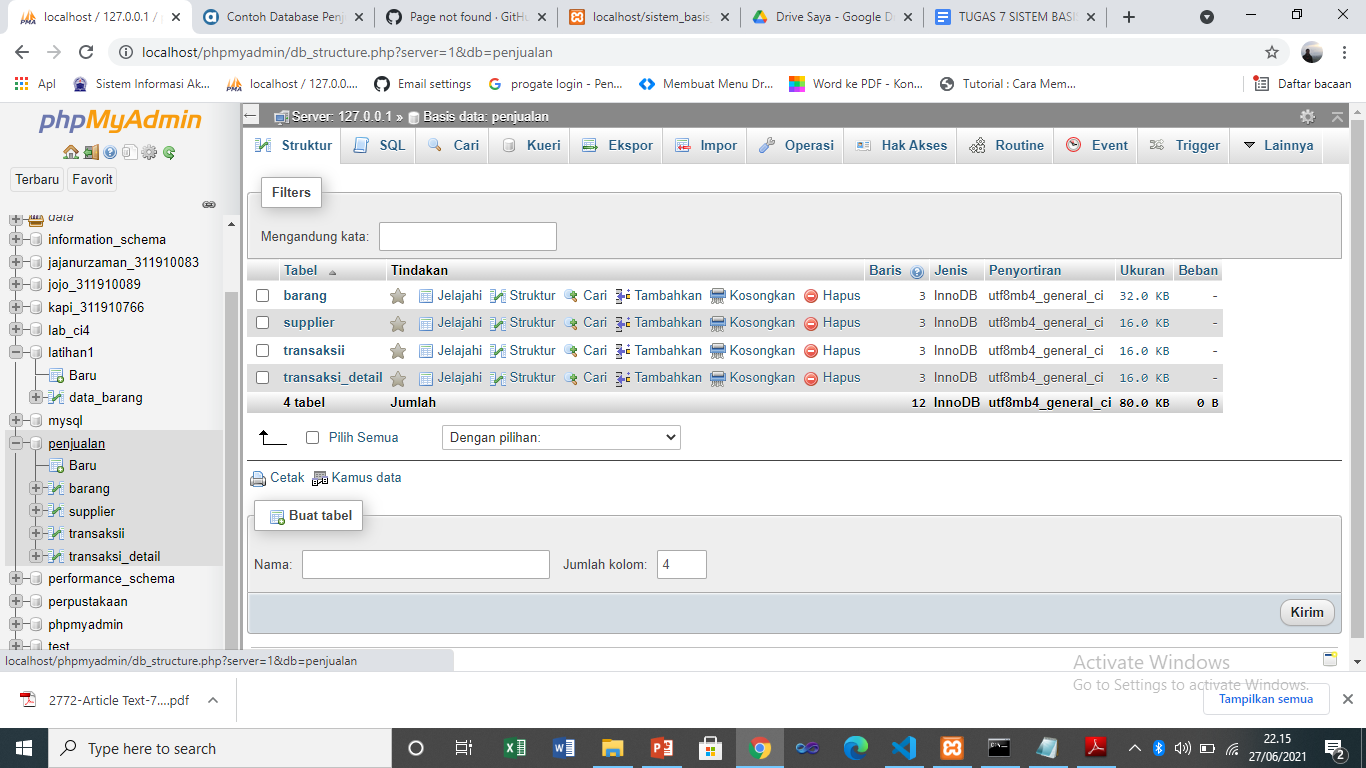 localhost / 127.0.0.1 /
Contoh Database Penj
Page not found · GitHu
localhost/sistem_basis
Drive Saya - Google D
TUGAS 7 SISTEM BASI
localhost/phpmyadmin/db_structure.php?server=1&db=penjualan
Apl
Sistem Informasi Ak...
localhost / 127.0.0....
Email settings
progate login - Pen...
Membuat Menu Dr...
Word ke PDF - Kon...
Tutorial : Cara Mem...
Daftar bacaan
phpMyAdmin
Terbaru
Favorit
data
information_schema
jajanurzaman_311910083
jojo_311910089
kapi_311910766
lab_ci4
latihan1
Baru
data_barang
mysql
penjualan
Baru
barang
supplier
transaksii
transaksi_detail
performance_schema
perpustakaan
phpmyadmin
test
localhost/phpmyadmin/db_structure.php?server=1&db=penjualan
Server: 127.0.0.1 » Basis data: penjualan
Struktur SQL Cari Kueri Ekspor Impor Operasi Hak Akses Routine Event Trigger Lainnya
Filters
Mengandung kata:
Tabel Tindakan Baris Jenis Penyortiran Ukuran Beban
barang Jelajahi Struktur Cari Tambahkan Kosongkan Hapus 3 InnoDB utf8mb4_general_ci 32.0 KB -
supplier Jelajahi Struktur Cari Tambahkan Kosongkan Hapus 3 InnoDB utf8mb4_general_ci 16.0 KB -
transaksii Jelajahi Struktur Cari Tambahkan Kosongkan Hapus 3 InnoDB utf8mb4_general_ci 16.0 KB -
transaksi_detail Jelajahi Struktur Cari Tambahkan Kosongkan Hapus 3 InnoDB utf8mb4_general_ci 16.0 KB -
4 tabel Jumlah 12 InnoDB utf8mb4_general_ci 80.0 KB 0 B
Pilih Semua
Dengan pilihan:
Cetak
Kamus data
Buat tabel
Nama:
Jumlah kolom: 4
Kirim
Activate Windows
Go to Settings to activate Windows.
2772-Article Text-7....pdf
Tampilkan semua
Type here to search
22.15
27/06/2021
2